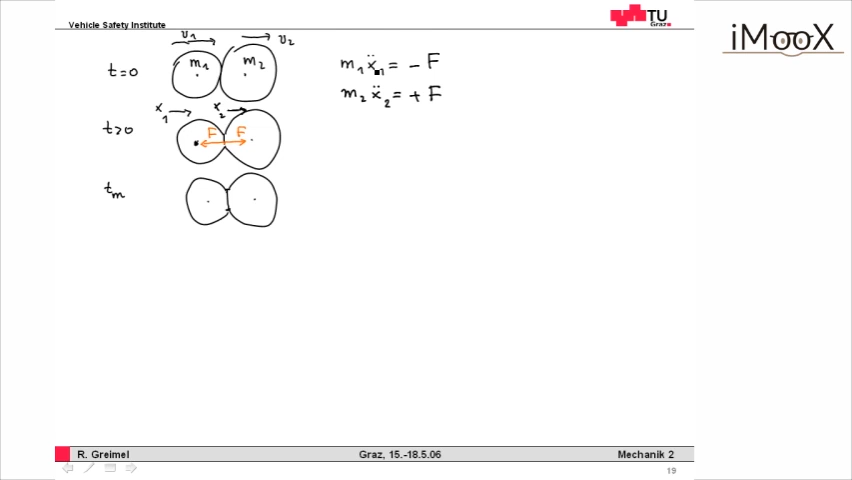 Vehicle Safety Institute
TU
Graz
iMooX
v₁ v₂
t=0 m₁ m₂
m₁ẍ₁ = − F
m₂ẍ₂ = + F
x₁ x₂
t>0 F F
tₘ
R. Greimel Graz, 15.-18.5.06 Mechanik 2
19